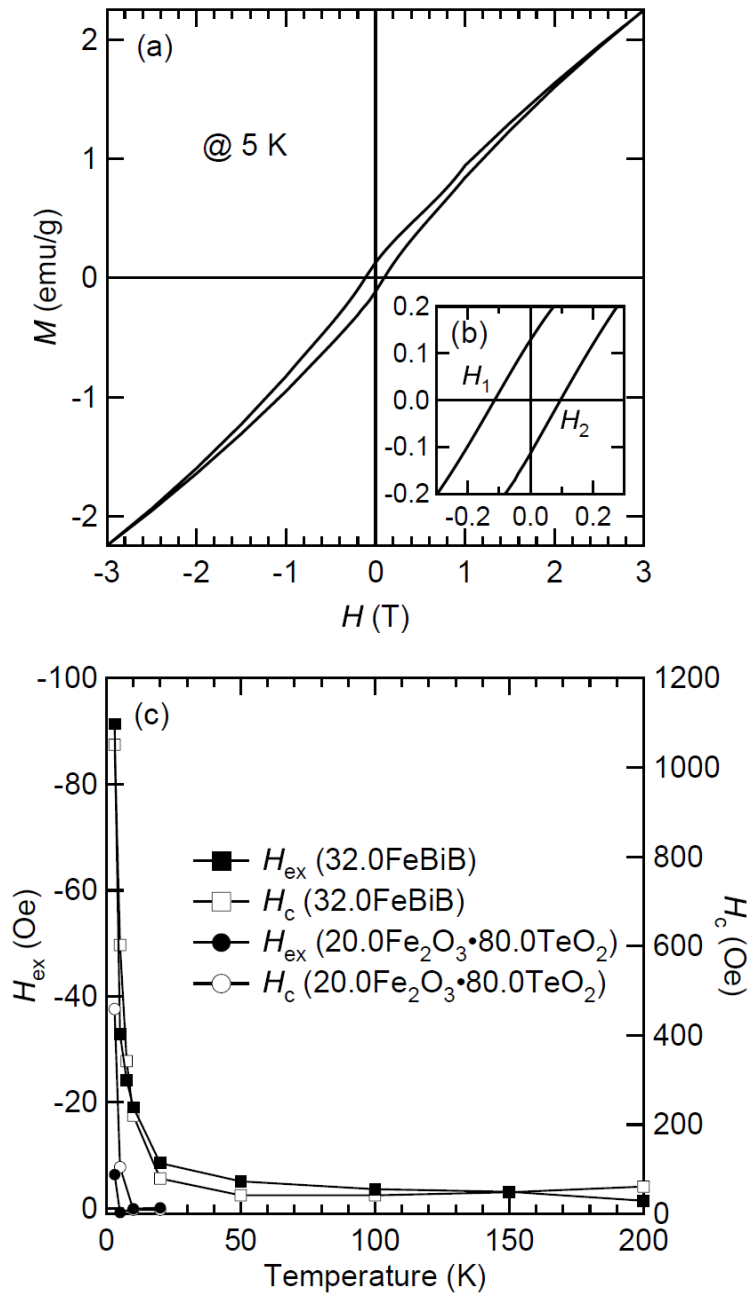 (a)
@ 5 K
M (emu/g)
2
1
0
-1
-2
-3 -2 -1 0 1 2 3
H (T)
(b)
0.2
0.1
0.0
-0.1
-0.2
H1
H2
-0.2 0.0 0.2
(c)
Hex (Oe)
-100
-80
-60
-40
-20
0
Hex (32.0FeBiB)
Hc (32.0FeBiB)
Hex (20.0Fe2O3•80.0TeO2)
Hc (20.0Fe2O3•80.0TeO2)
1200
1000
800
600
400
200
0
Hc (Oe)
0 50 100 150 200
Temperature (K)